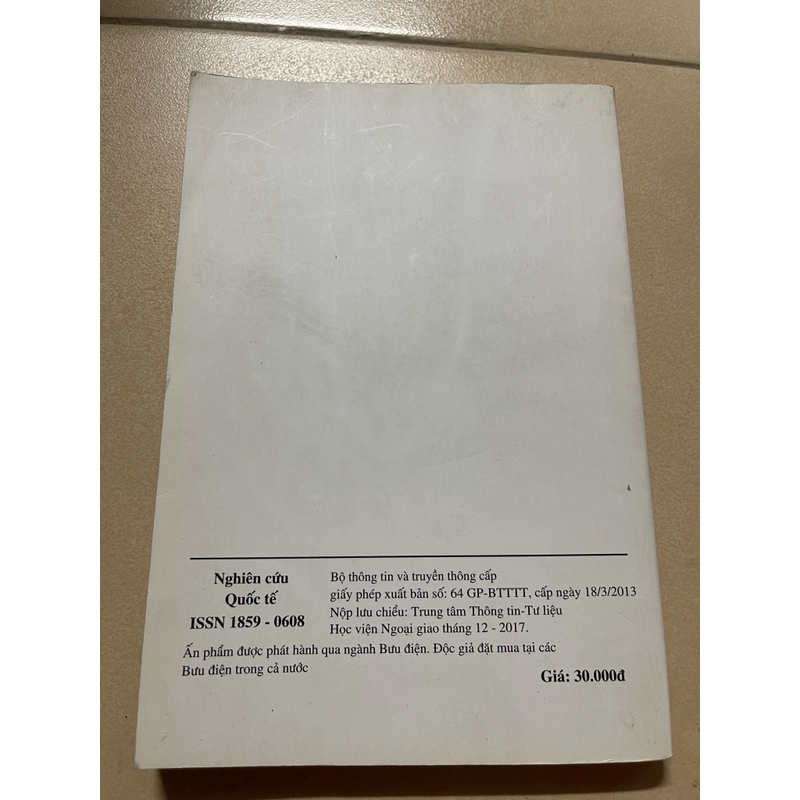 Nghiên cứu
Quốc tế
ISSN 1859 - 0608
Bộ thông tin và truyền thông cấp
giấy phép xuất bản số: 64 GP-BTTTT, cấp ngày 18/3/2013
Nộp lưu chiểu: Trung tâm Thông tin-Tư liệu
Học viện Ngoại giao tháng 12 - 2017.
Ấn phẩm được phát hành qua ngành Bưu điện. Độc giả đặt mua tại các
Bưu điện trong cả nước
Giá: 30.000đ